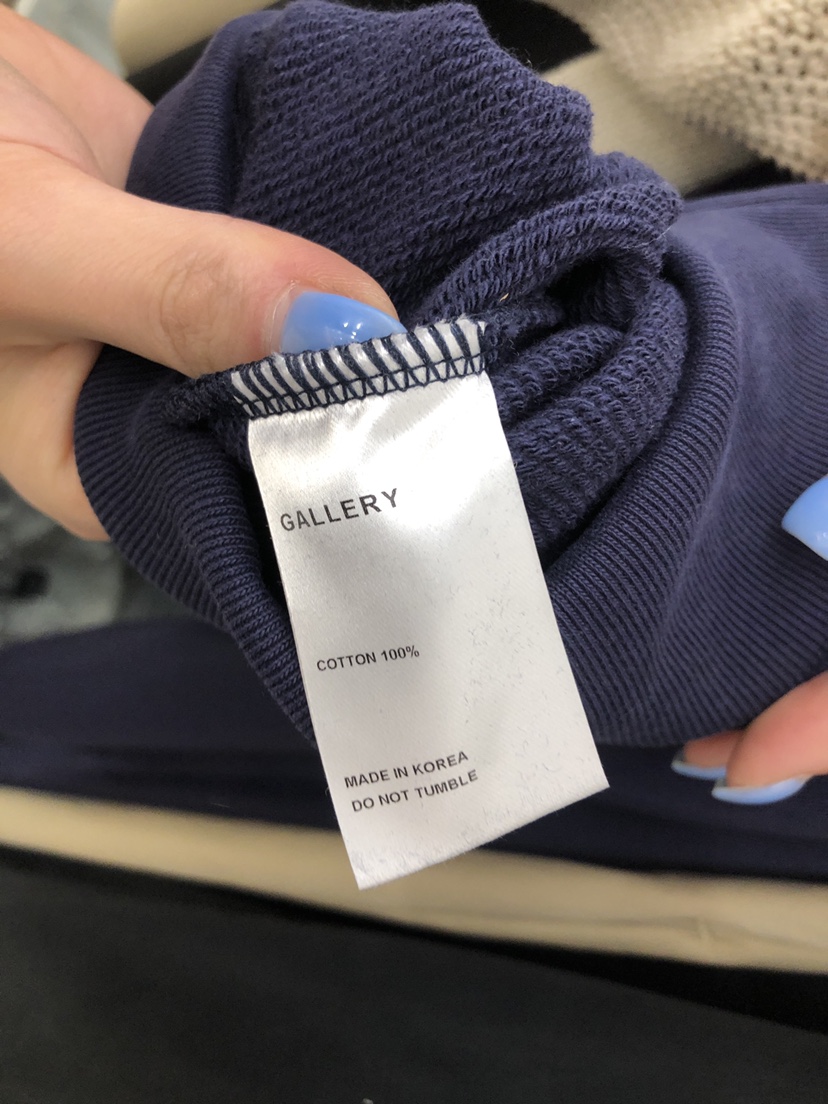 GALLERY
COTTON 100%
MADE IN KOREA
DO NOT TUMBLE